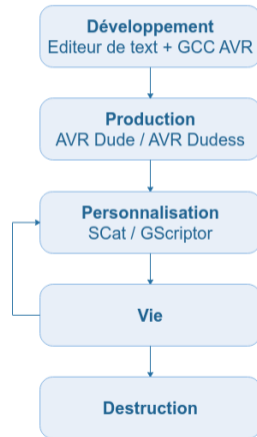 Développement
Editeur de text + GCC AVR
Production
AVR Dude / AVR Dudess
Personnalisation
SCat / GScriptor
Vie
Destruction